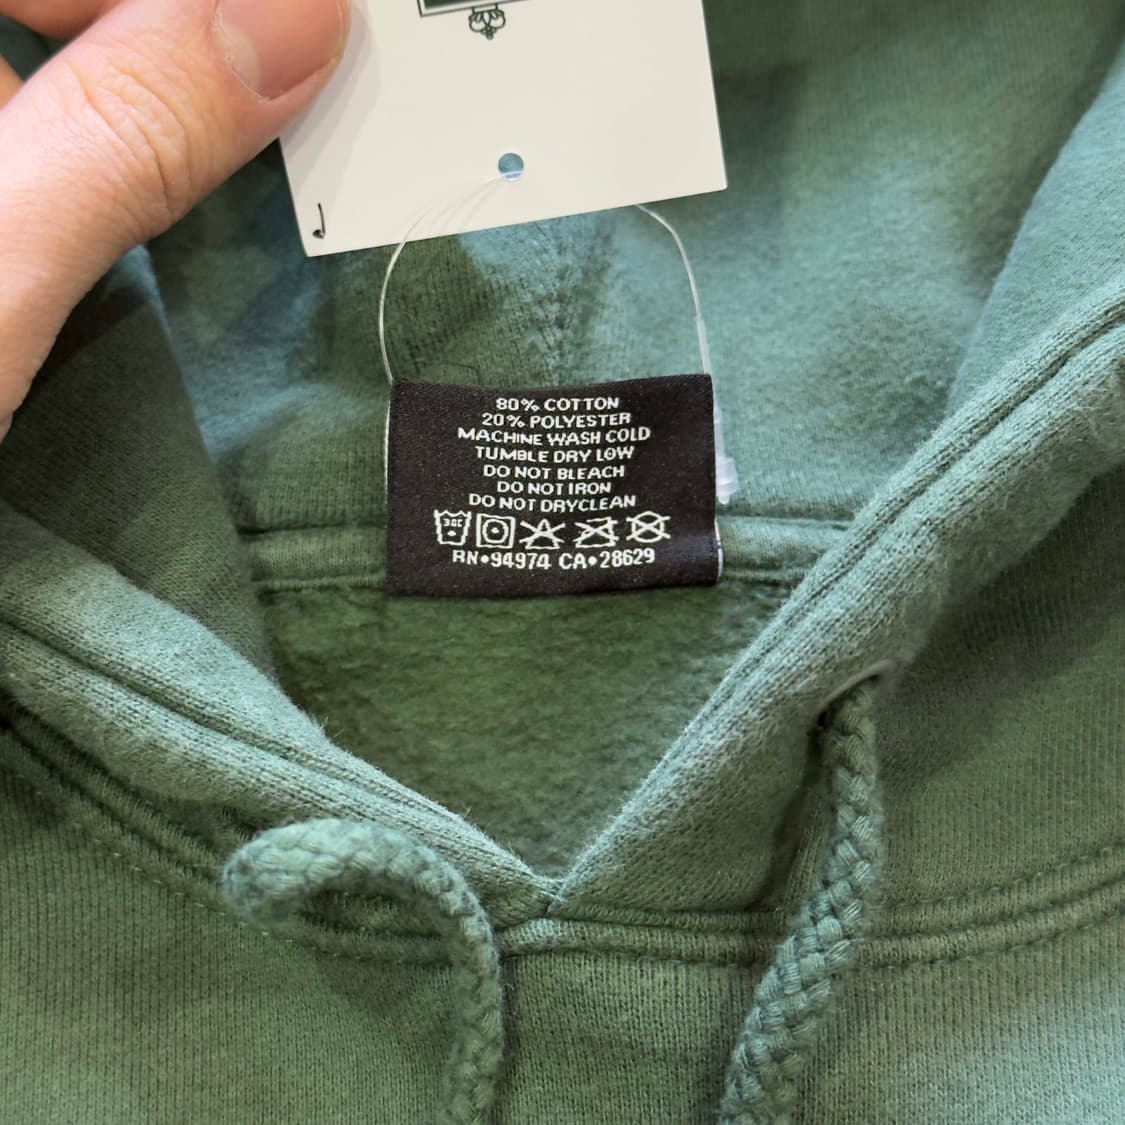 80% COTTON
20% POLYESTER
MACHINE WASH COLD
TUMBLE DRY LOW
DO NOT BLEACH
DO NOT IRON
DO NOT DRYCLEAN
30C
RN•94974 CA•28629